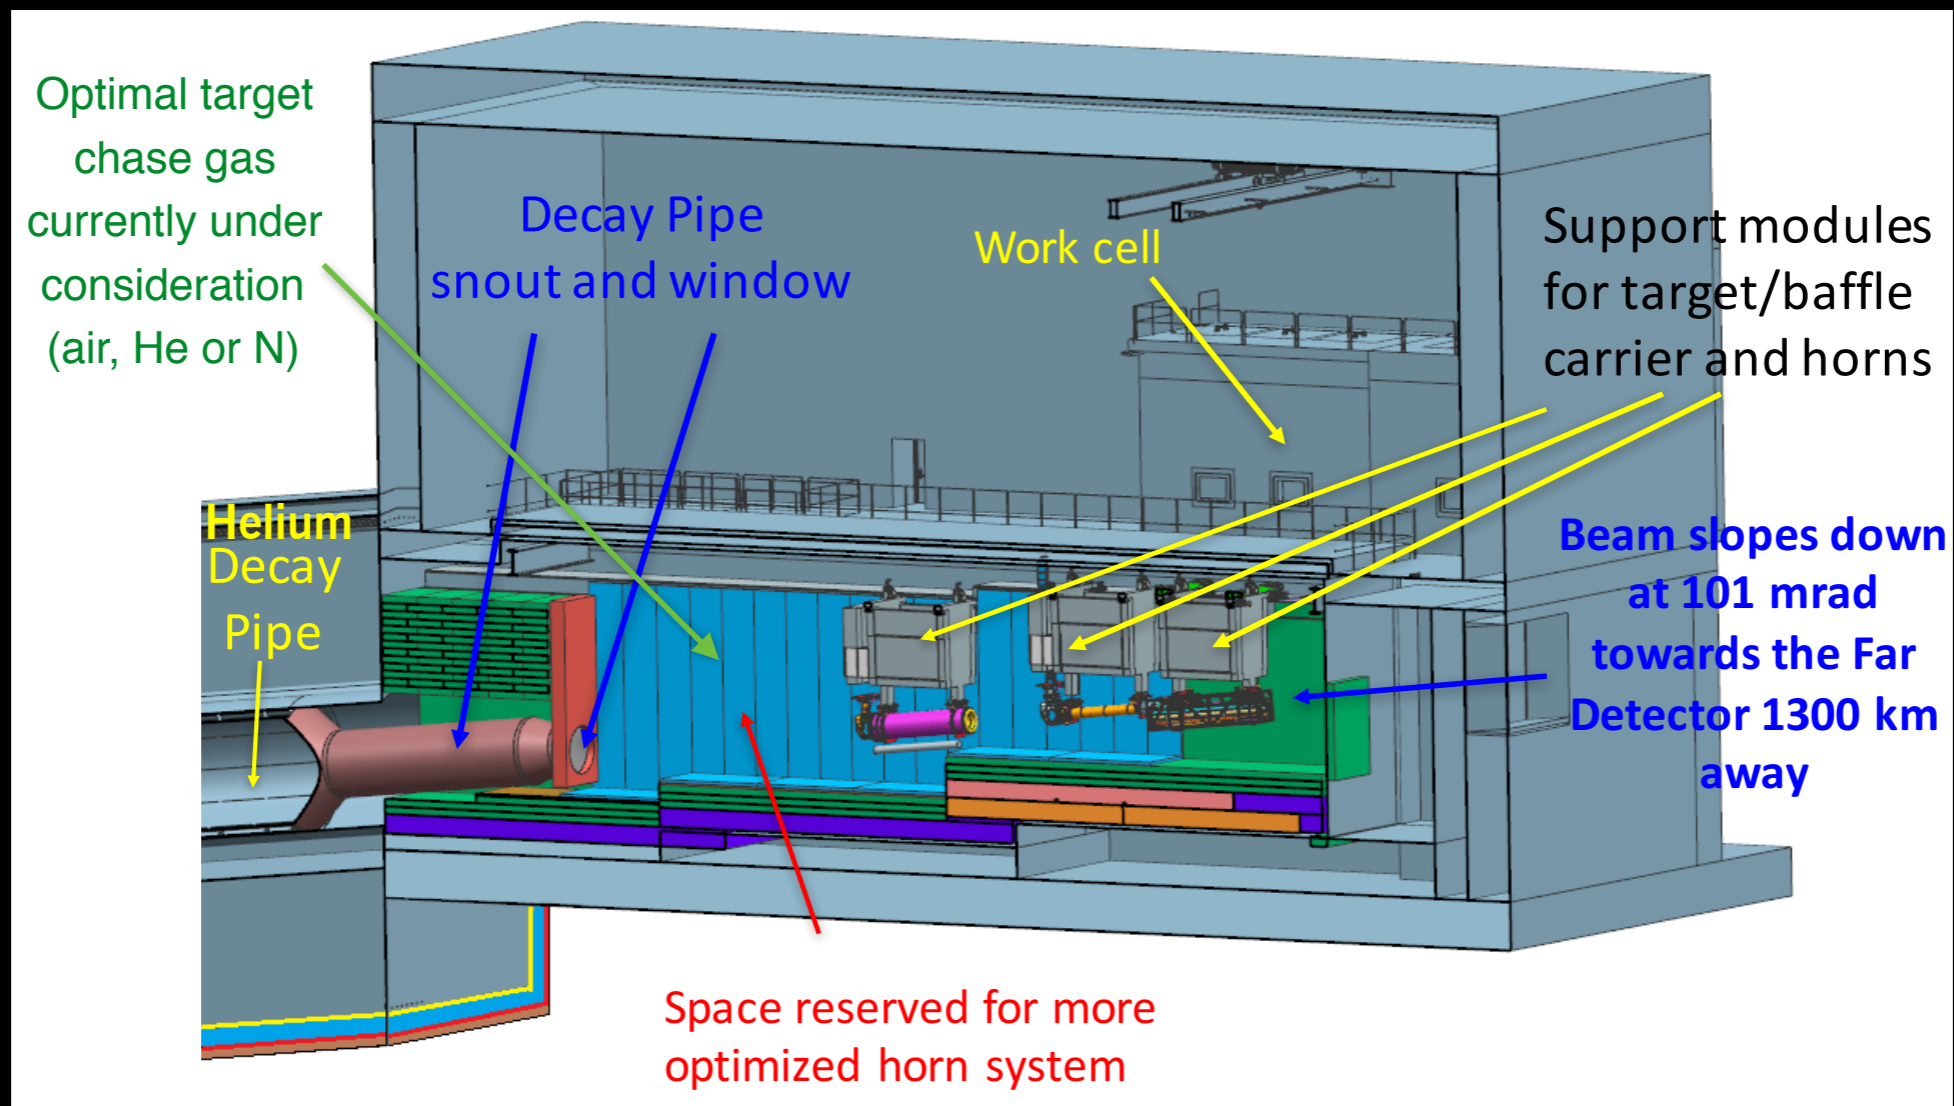 Optimal target
chase gas
currently under
consideration
(air, He or N)
Decay Pipe
snout and window
Work cell
Support modules
for target/baffle
carrier and horns
Helium
Decay
Pipe
Beam slopes down
at 101 mrad
towards the Far
Detector 1300 km
away
Space reserved for more
optimized horn system